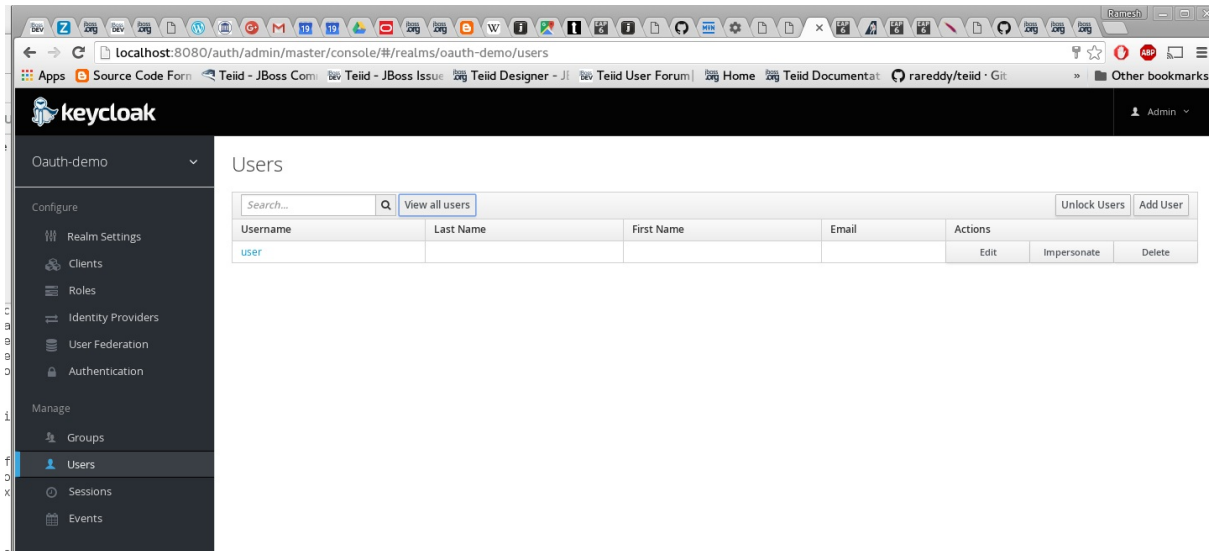 Ramesh
localhost:8080/auth/admin/master/console/#/realms/oauth-demo/users
Apps Source Code Forn Teiid - JBoss Com Teiid - JBoss Issue Teiid Designer - JI Teiid User Forum Home Teiid Documentat rareddy/teiid · Git » Other bookmarks
keycloak
Admin
Oauth-demo
Users
Search...
View all users
Unlock Users
Add User
Username Last Name First Name Email Actions
user Edit Impersonate Delete
Configure
Realm Settings
Clients
Roles
Identity Providers
User Federation
Authentication
Manage
Groups
Users
Sessions
Events